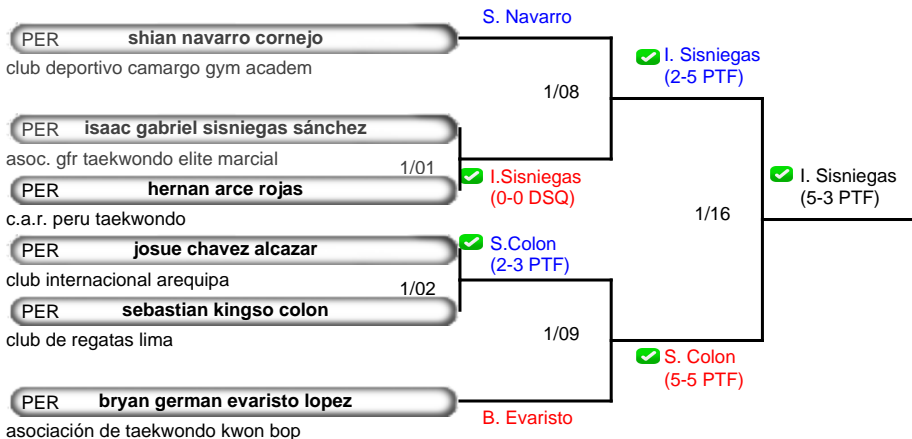 S. Navarro
PER shian navarro cornejo
club deportivo camargo gym academ
I. Sisniegas
(2-5 PTF)
1/08
PER isaac gabriel sisniegas sánchez
asoc. gfr taekwondo elite marcial
1/01
I.Sisniegas
(0-0 DSQ)
PER hernan arce rojas
c.a.r. peru taekwondo
I. Sisniegas
(5-3 PTF)
1/16
PER josue chavez alcazar
club internacional arequipa
S.Colon
(2-3 PTF)
1/02
PER sebastian kingso colon
club de regatas lima
1/09
S. Colon
(5-5 PTF)
PER bryan german evaristo lopez
B. Evaristo
asociación de taekwondo kwon bop